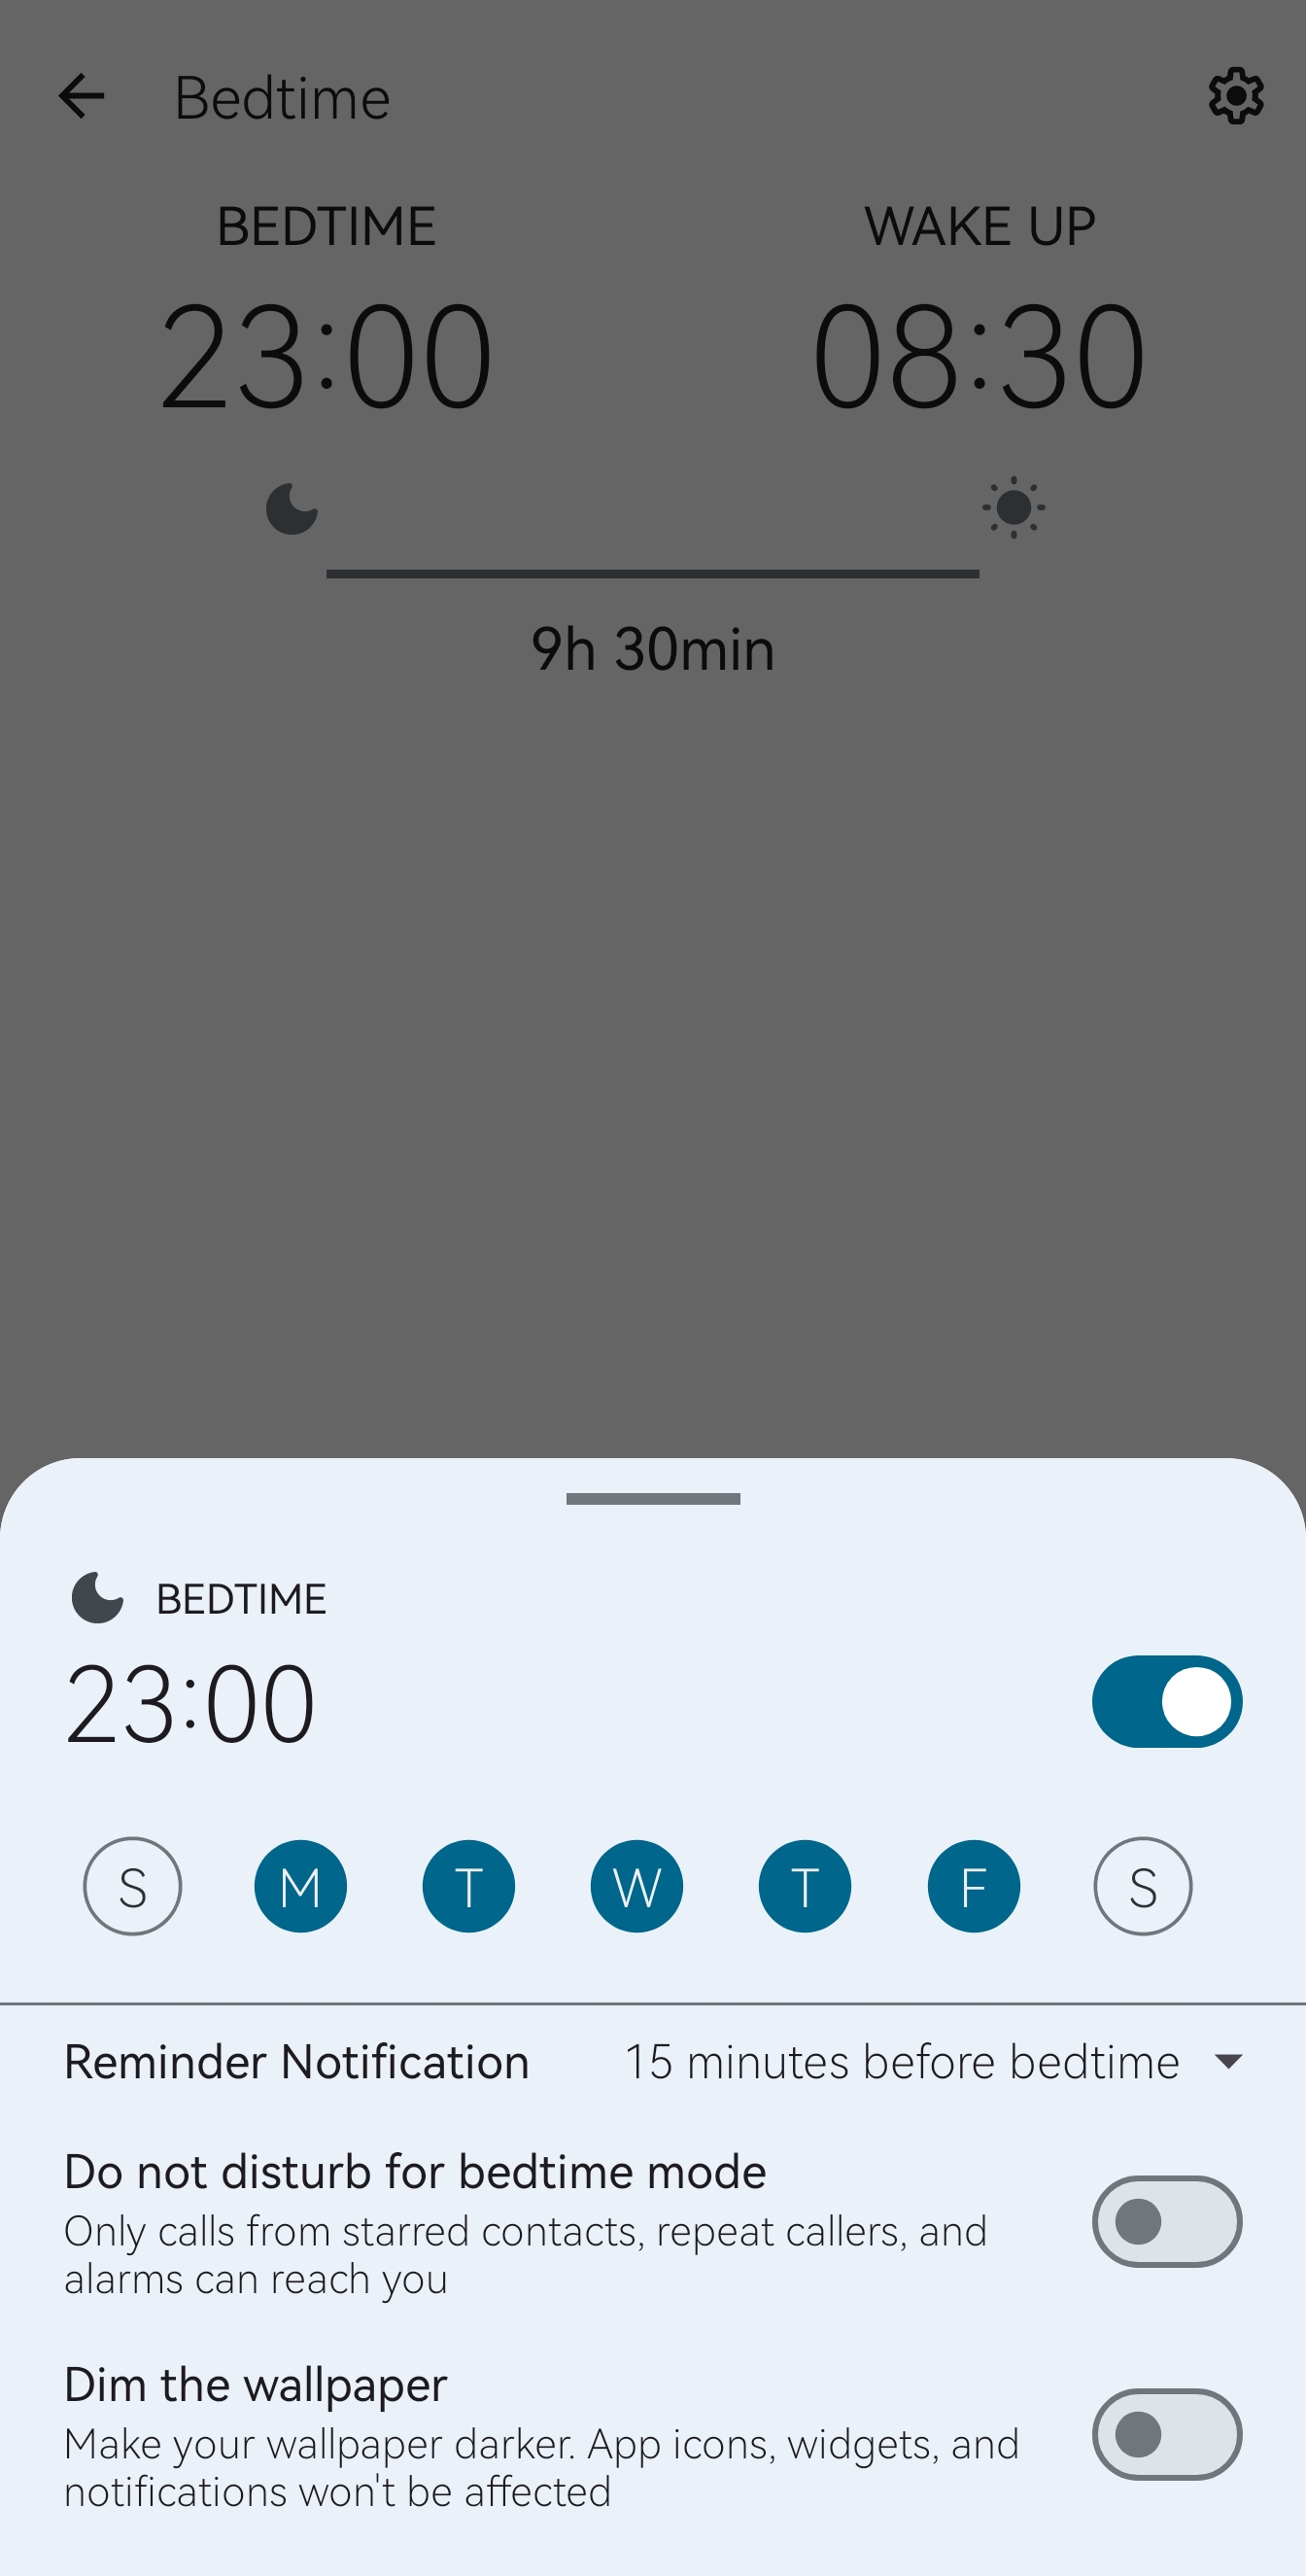 Bedtime
BEDTIME
WAKE UP
23:00
08:30
9h 30min
BEDTIME
23:00
S M T W T F S
Reminder Notification 15 minutes before bedtime
Do not disturb for bedtime mode
Only calls from starred contacts, repeat callers, and
alarms can reach you
Dim the wallpaper
Make your wallpaper darker. App icons, widgets, and
notifications won't be affected